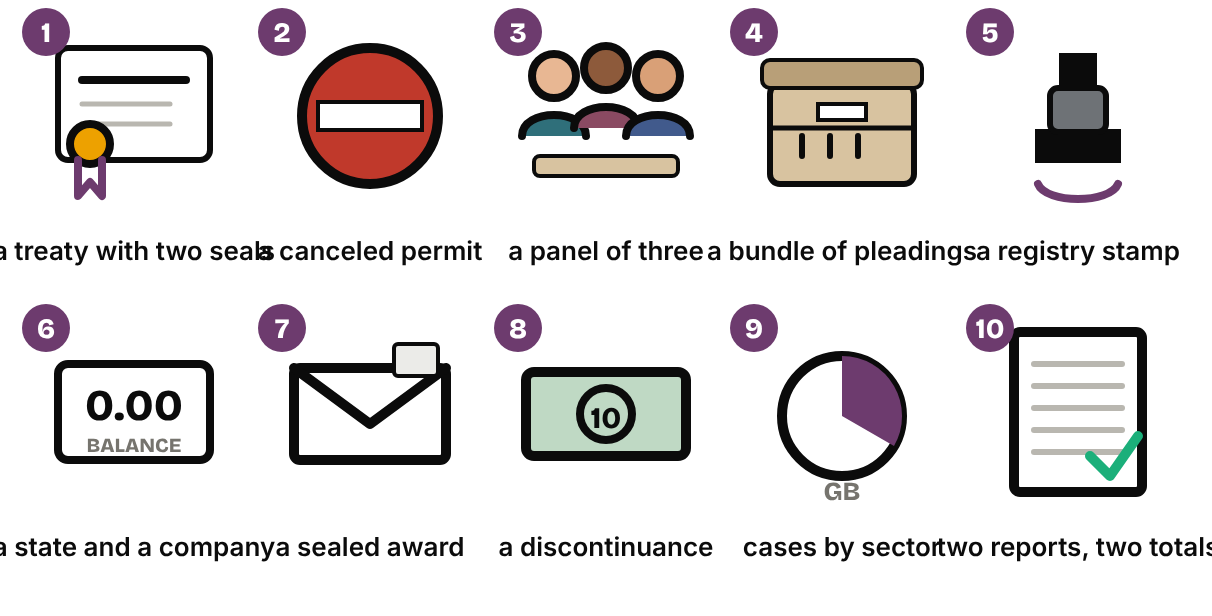 1
2
3
4
5
a treaty with two seals
a canceled permit
a panel of three
a bundle of pleadings
a registry stamp
6
7
8
9
10
0.00
BALANCE
10
GB
a state and a company
a sealed award
a discontinuance
cases by sector
two reports, two totals